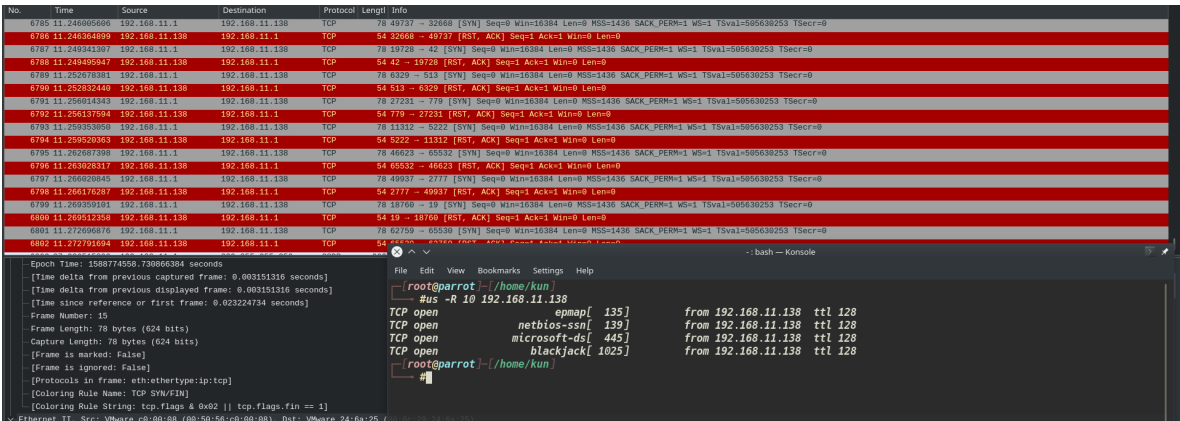 No. Time Source Destination Protocol Lengtl Info
6785 11.246005606 192.168.11.1 192.168.11.138 TCP 78 49737 → 32668 [SYN] Seq=0 Win=16384 Len=0 MSS=1436 SACK_PERM=1 WS=1 TSval=505630253 TSecr=0
6786 11.246364899 192.168.11.138 192.168.11.1 TCP 54 32668 → 49737 [RST, ACK] Seq=1 Ack=1 Win=0 Len=0
6787 11.249341307 192.168.11.1 192.168.11.138 TCP 78 19728 → 42 [SYN] Seq=0 Win=16384 Len=0 MSS=1436 SACK_PERM=1 WS=1 TSval=505630253 TSecr=0
6788 11.249495947 192.168.11.138 192.168.11.1 TCP 54 42 → 19728 [RST, ACK] Seq=1 Ack=1 Win=0 Len=0
6789 11.252678381 192.168.11.1 192.168.11.138 TCP 78 6329 → 513 [SYN] Seq=0 Win=16384 Len=0 MSS=1436 SACK_PERM=1 WS=1 TSval=505630253 TSecr=0
6790 11.252832440 192.168.11.138 192.168.11.1 TCP 54 513 → 6329 [RST, ACK] Seq=1 Ack=1 Win=0 Len=0
6791 11.256014343 192.168.11.1 192.168.11.138 TCP 78 27231 → 779 [SYN] Seq=0 Win=16384 Len=0 MSS=1436 SACK_PERM=1 WS=1 TSval=505630253 TSecr=0
6792 11.256137594 192.168.11.138 192.168.11.1 TCP 54 779 → 27231 [RST, ACK] Seq=1 Ack=1 Win=0 Len=0
6793 11.259353050 192.168.11.1 192.168.11.138 TCP 78 11312 → 5222 [SYN] Seq=0 Win=16384 Len=0 MSS=1436 SACK_PERM=1 WS=1 TSval=505630253 TSecr=0
6794 11.259520363 192.168.11.138 192.168.11.1 TCP 54 5222 → 11312 [RST, ACK] Seq=1 Ack=1 Win=0 Len=0
6795 11.262687398 192.168.11.1 192.168.11.138 TCP 78 46623 → 65532 [SYN] Seq=0 Win=16384 Len=0 MSS=1436 SACK_PERM=1 WS=1 TSval=505630253 TSecr=0
6796 11.263028317 192.168.11.138 192.168.11.1 TCP 54 65532 → 46623 [RST, ACK] Seq=1 Ack=1 Win=0 Len=0
6797 11.266020845 192.168.11.1 192.168.11.138 TCP 78 49937 → 2777 [SYN] Seq=0 Win=16384 Len=0 MSS=1436 SACK_PERM=1 WS=1 TSval=505630253 TSecr=0
6798 11.266176287 192.168.11.138 192.168.11.1 TCP 54 2777 → 49937 [RST, ACK] Seq=1 Ack=1 Win=0 Len=0
6799 11.269359101 192.168.11.1 192.168.11.138 TCP 78 18760 → 19 [SYN] Seq=0 Win=16384 Len=0 MSS=1436 SACK_PERM=1 WS=1 TSval=505630253 TSecr=0
6800 11.269512358 192.168.11.138 192.168.11.1 TCP 54 19 → 18760 [RST, ACK] Seq=1 Ack=1 Win=0 Len=0
6801 11.272696876 192.168.11.1 192.168.11.138 TCP 78 62759 → 65530 [SYN] Seq=0 Win=16384 Len=0 MSS=1436 SACK_PERM=1 WS=1 TSval=505630253 TSecr=0
6802 11.272791694 192.168.11.138 192.168.11.1 TCP 54
Epoch Time: 1588774558.730866384 seconds
[Time delta from previous captured frame: 0.003151316 seconds]
[Time delta from previous displayed frame: 0.003151316 seconds]
[Time since reference or first frame: 0.023224734 seconds]
Frame Number: 15
Frame Length: 78 bytes (624 bits)
Capture Length: 78 bytes (624 bits)
[Frame is marked: False]
[Frame is ignored: False]
[Protocols in frame: eth:ethertype:ip:tcp]
[Coloring Rule Name: TCP SYN/FIN]
[Coloring Rule String: tcp.flags & 0x02 || tcp.flags.fin == 1]
Ethernet II, Src: VMware_c0:00:08 (00:50:56:c0:00:08), Dst: VMware_24:6a:25
- : bash — Konsole
File Edit View Bookmarks Settings Help
[root@parrot]-[/home/kun]
#us -R 10 192.168.11.138
TCP open epmap[ 135] from 192.168.11.138 ttl 128
TCP open netbios-ssn[ 139] from 192.168.11.138 ttl 128
TCP open microsoft-ds[ 445] from 192.168.11.138 ttl 128
TCP open blackjack[ 1025] from 192.168.11.138 ttl 128
[root@parrot]-[/home/kun]
#